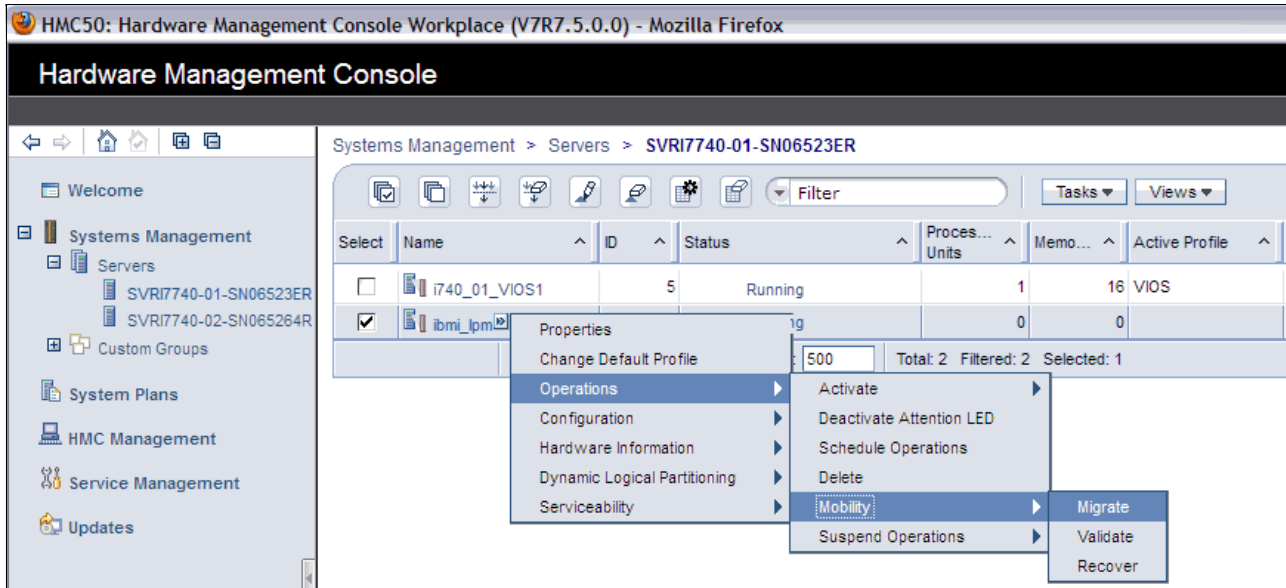 HMC50: Hardware Management Console Workplace (V7R7.5.0.0) - Mozilla Firefox
Hardware Management Console
Systems Management > Servers > SVRI7740-01-SN06523ER
Welcome
Systems Management
Servers
SVRI7740-01-SN06523ER
SVRI7740-02-SN065264R
Custom Groups
System Plans
HMC Management
Service Management
Updates
Filter Tasks Views
Select Name ID Status Proces... Units Memo... Active Profile
i740_01_VIOS1 5 Running 1 16 VIOS
ibmi_lpm ng 0 0
: 500 Total: 2 Filtered: 2 Selected: 1
Properties
Change Default Profile
Operations
Configuration
Hardware Information
Dynamic Logical Partitioning
Serviceability
Activate
Deactivate Attention LED
Schedule Operations
Delete
Mobility
Suspend Operations
Migrate
Validate
Recover